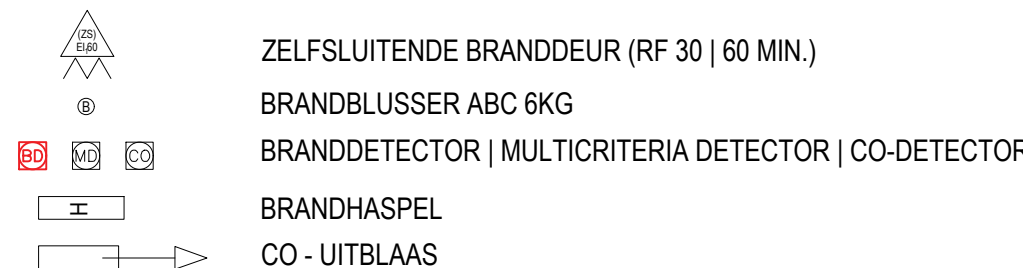 (ZS)
EI₁60
ZELFSLUITENDE BRANDDEUR (RF 30 | 60 MIN.)
B BRANDBLUSSER ABC 6KG
BD MD CO BRANDDETECTOR | MULTICRITERIA DETECTOR | CO-DETECTOR
H BRANDHASPEL
CO - UITBLAAS